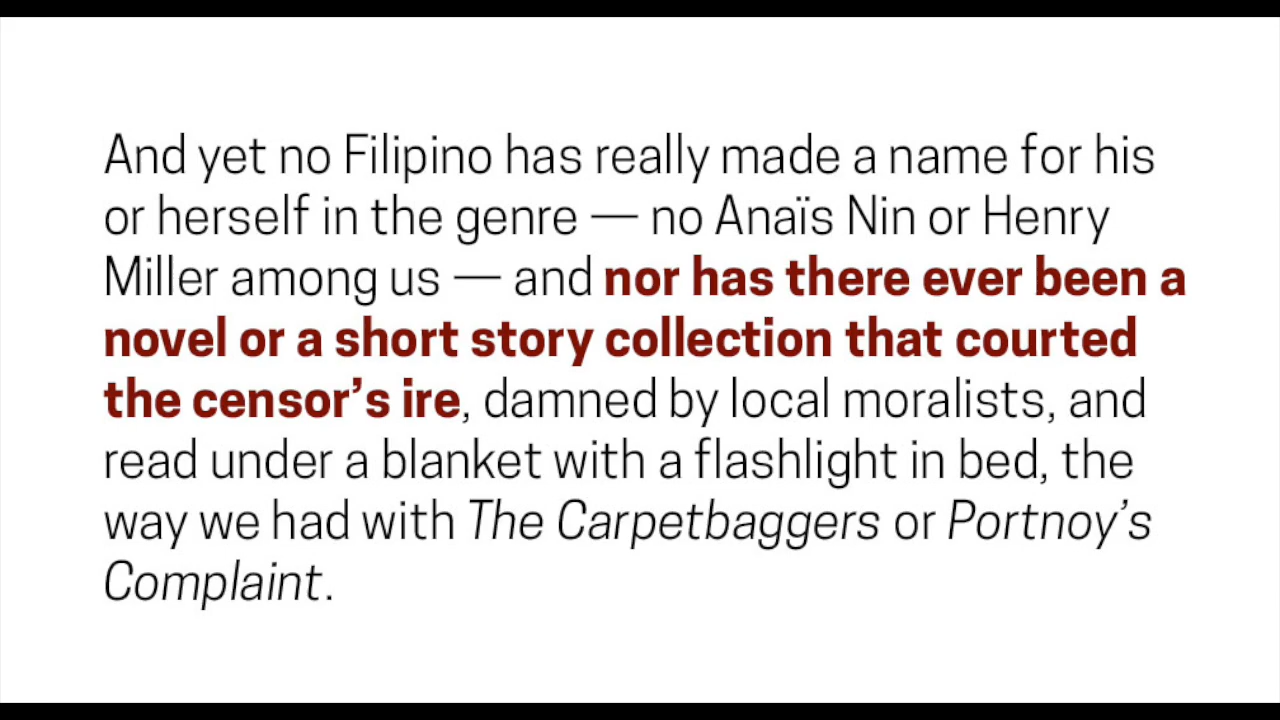 And yet no Filipino has really made a name for his
or herself in the genre — no Anaïs Nin or Henry
Miller among us — and nor has there ever been a
novel or a short story collection that courted
the censor’s ire, damned by local moralists, and
read under a blanket with a flashlight in bed, the
way we had with The Carpetbaggers or Portnoy’s
Complaint.